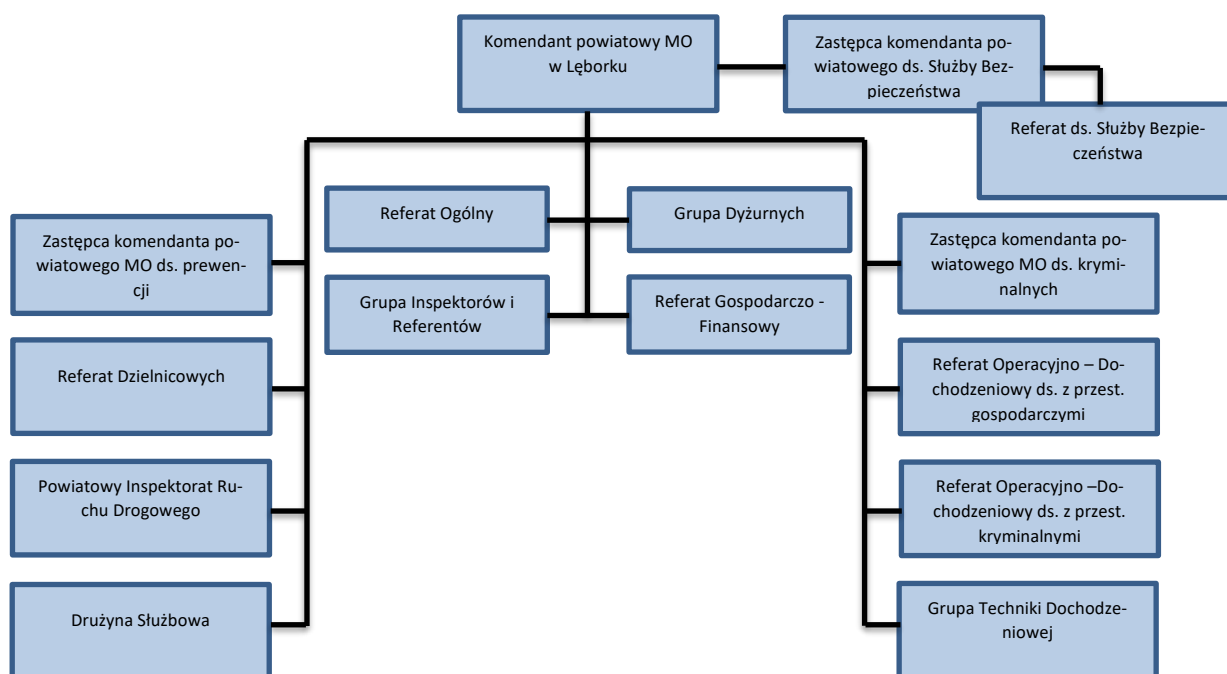 Komendant powiatowy MO
w Lęborku
Zastępca komendanta po-
wiatowego ds. Służby Bez-
pieczeństwa
Referat ds. Służby Bezpie-
czeństwa
Referat Ogólny
Grupa Dyżurnych
Zastępca komendanta po-
wiatowego MO ds. prewen-
cji
Zastępca komendanta po-
wiatowego MO ds. krymi-
nalnych
Grupa Inspektorów i
Referentów
Referat Gospodarczo -
Finansowy
Referat Dzielnicowych
Referat Operacyjno – Do-
chodzeniowy ds. z przest.
gospodarczymi
Powiatowy Inspektorat Ru-
chu Drogowego
Referat Operacyjno –Do-
chodzeniowy ds. z przest.
kryminalnymi
Drużyna Służbowa
Grupa Techniki Dochodze-
niowej